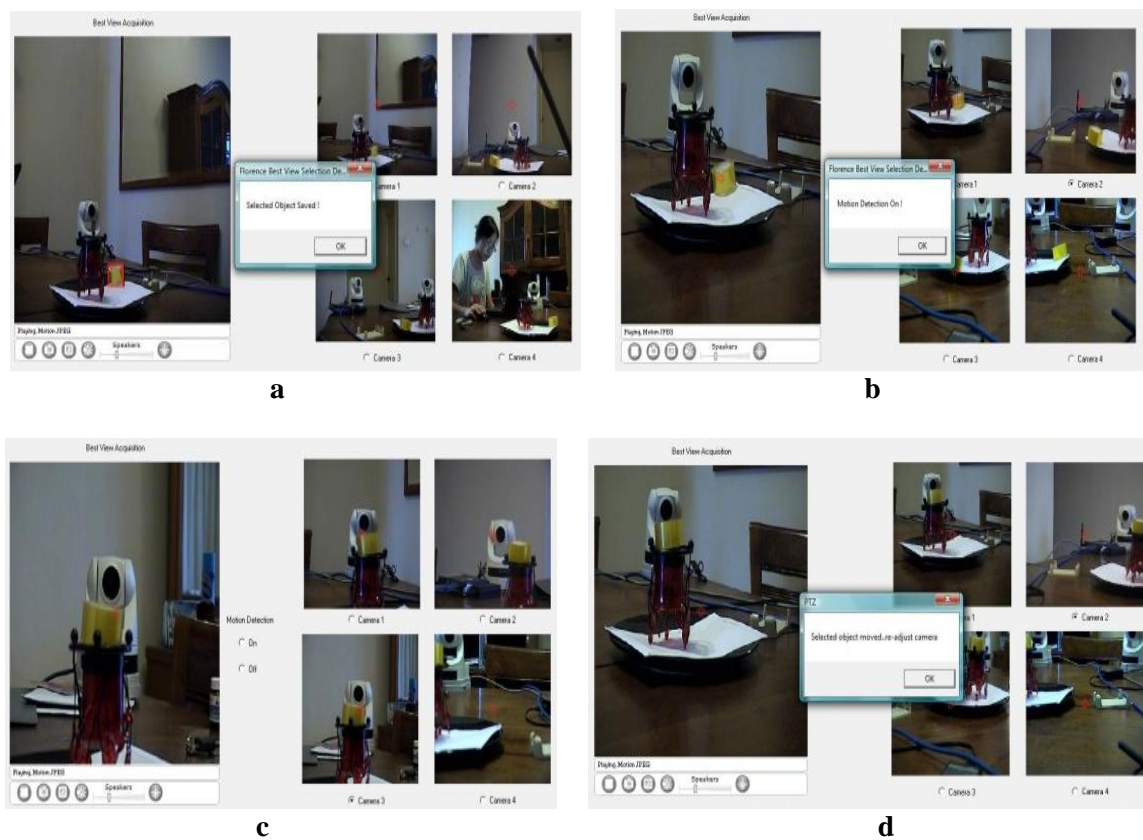 Best View Acquisition
Florence Best View Selection De...
Selected Object Saved !
OK
Camera 1
Camera 2
Camera 3
Camera 4
Playing, Motion JPEG
Speakers
a
Best View Acquisition
Florence Best View Selection De...
Motion Detection On !
OK
amera 1
Camera 2
Camera 3
Camera 4
Playing, Motion JPEG
Speakers
b
Best View Acquisition
Motion Detection
On
Off
Camera 1
Camera 2
Camera 3
Camera 4
Playing, Motion JPEG
Speakers
c
Best View Acquisition
PTZ
Selected object moved..re-adjust camera
OK
1
Camera 2
Camera 3
Camera 4
Playing, Motion JPEG
Speakers
d